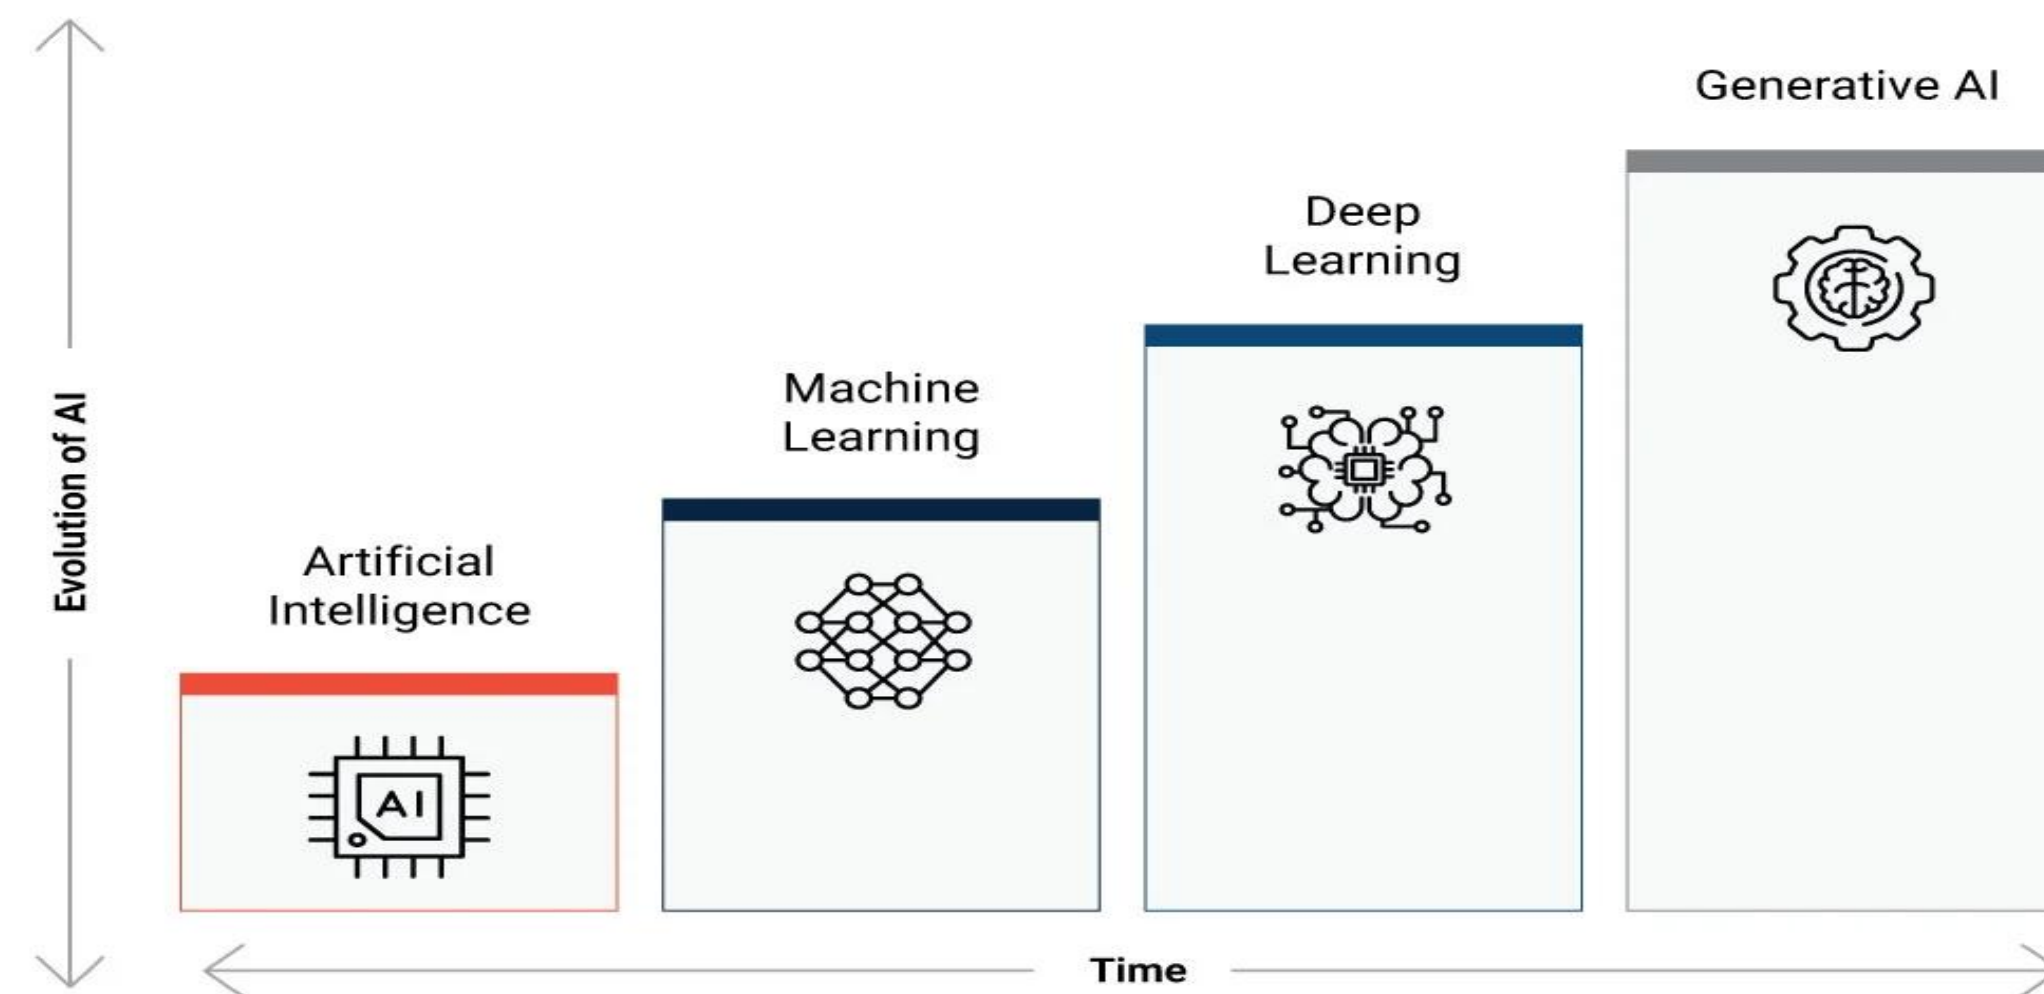 Generative AI
Deep
Learning
Machine
Learning
Artificial
Intelligence
AI
Evolution of AI
Time